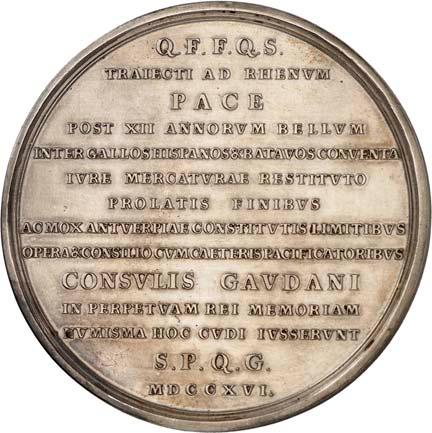 Q.F.F.Q.S.
TRAIECTI AD RHENVM
PACE
POST XII ANNORVM BELLVM
INTER GALLOS HISPANOS & BATAVOS CONVENTA
IVRE MERCATVRAE RESTITVTO
PROLATIS FINIBVS
AC MOX ANTVERPIAE CONSTITVTIS LIMITIBVS
OPERA & CONSILIO CVM CAETERIS PACIFICATORIBVS
CONSVLIS GAVDANI
IN PERPETVAM REI MEMORIAM
NVMISMA HOC CVDI IVSSERVNT
S.P.Q.G.
MDCCXVI.